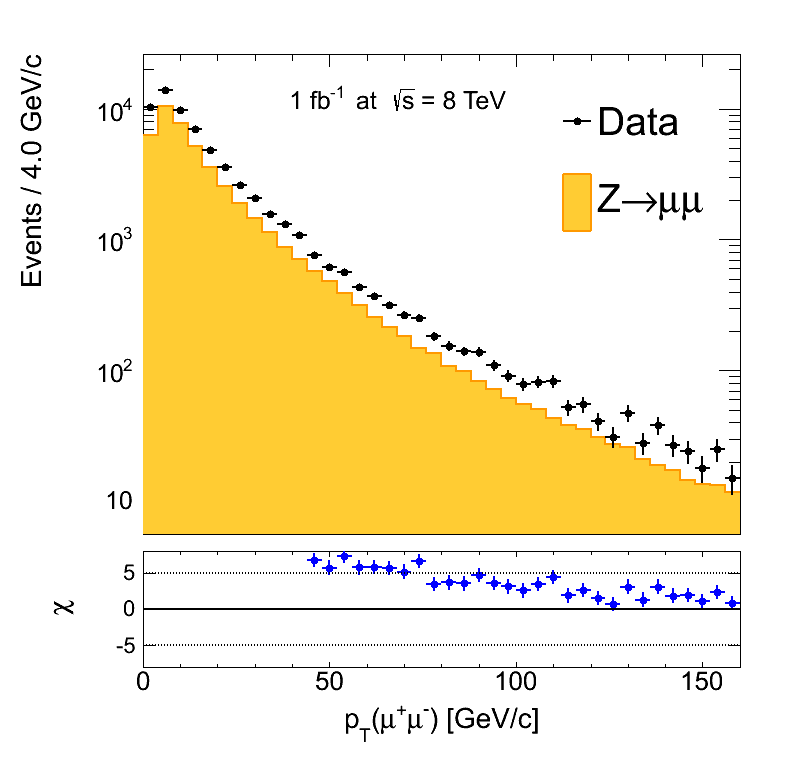 Events / 4.0 GeV/c
10⁴
10³
10²
10
1 fb⁻¹ at √s = 8 TeV
Data
Z→μμ
χ
5
0
-5
0 50 100 150
p_T(μ⁺μ⁻) [GeV/c]